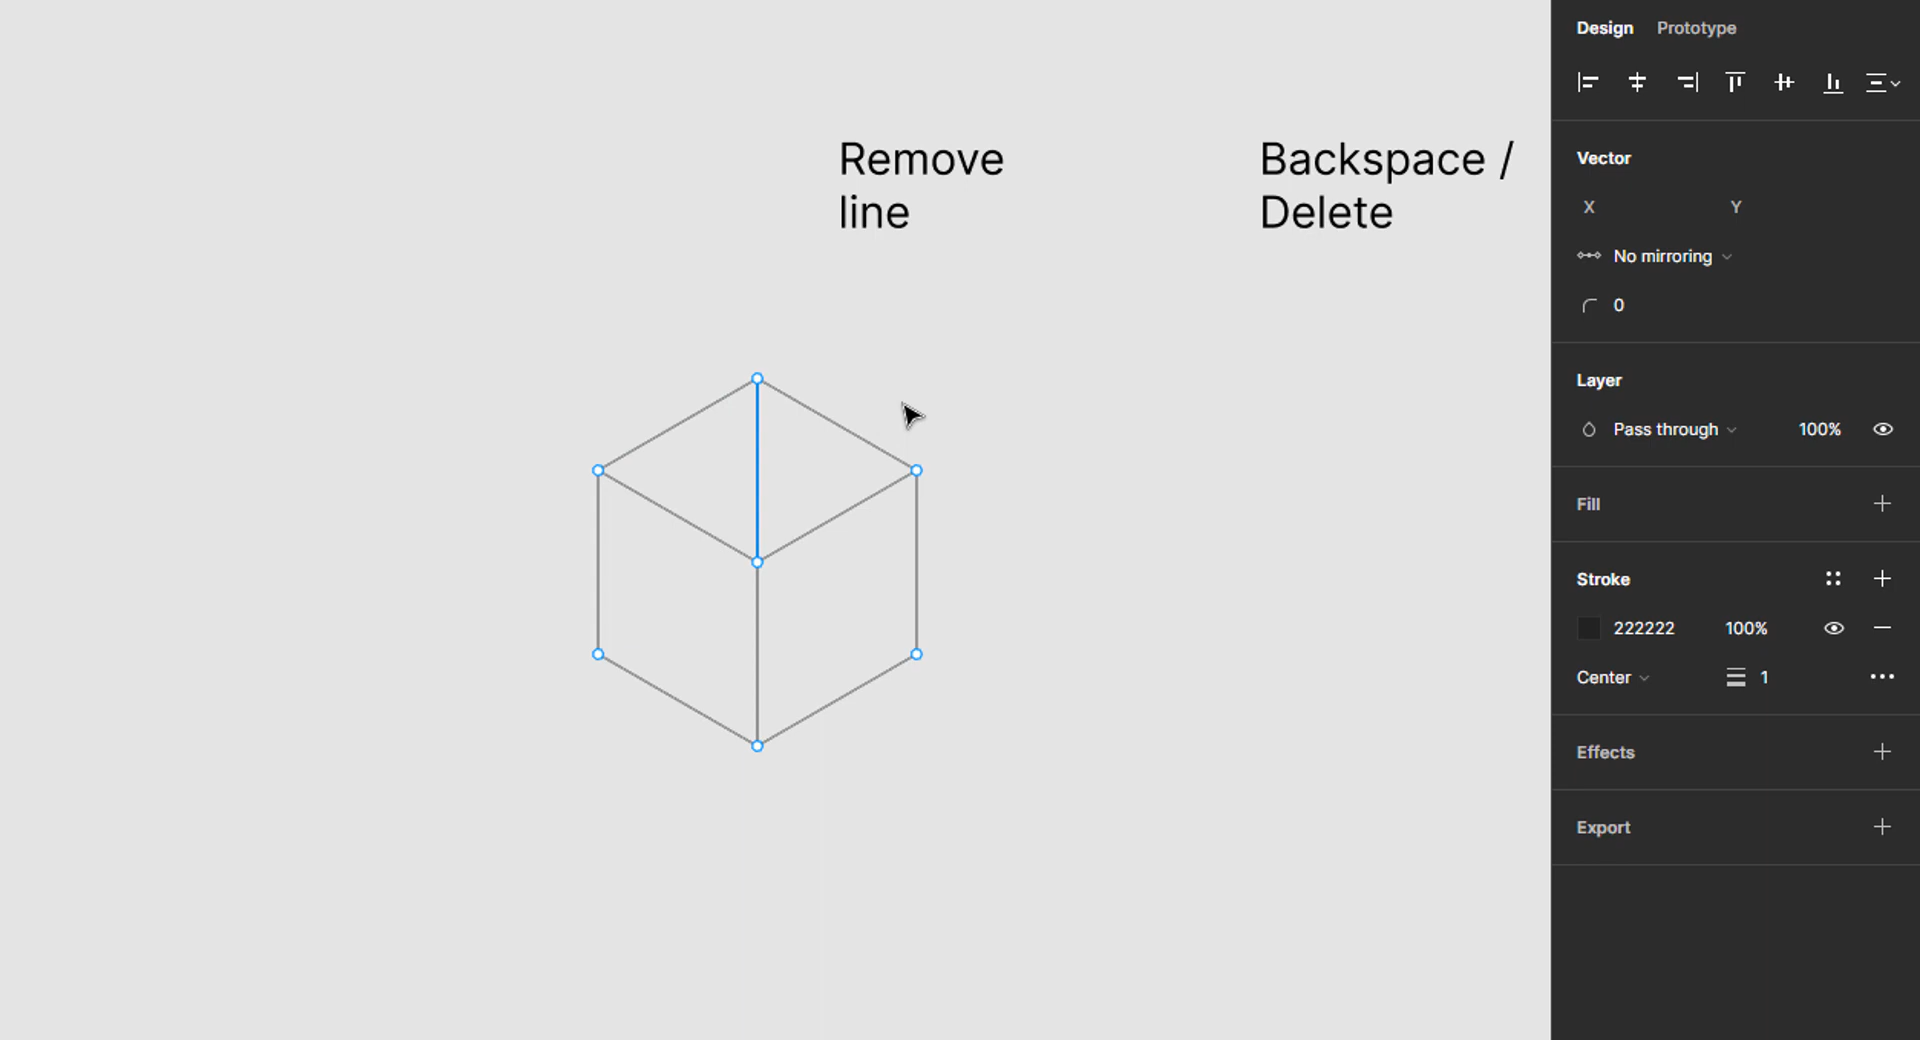 Remove
line
Backspace /
Delete
Design Prototype
Vector
X Y
No mirroring
0
Layer
Pass through 100%
Fill
Stroke
222222 100%
Center 1
Effects
Export